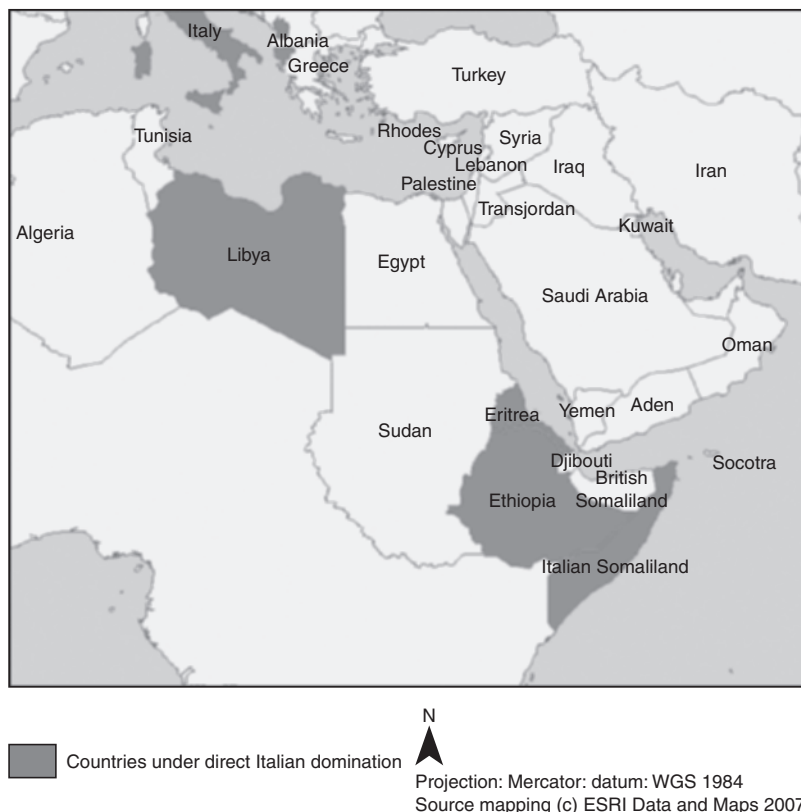 Italy
Albania
Greece
Turkey
Tunisia
Rhodes
Cyprus
Syria
Lebanon
Iraq
Iran
Palestine
Algeria
Libya
Egypt
Transjordan
Kuwait
Saudi Arabia
Oman
Sudan
Eritrea
Yemen
Aden
Djibouti
Socotra
Ethiopia
British
Somaliland
Italian Somaliland
N
Countries under direct Italian domination
Projection: Mercator: datum: WGS 1984
Source mapping (c) ESRI Data and Maps 2007